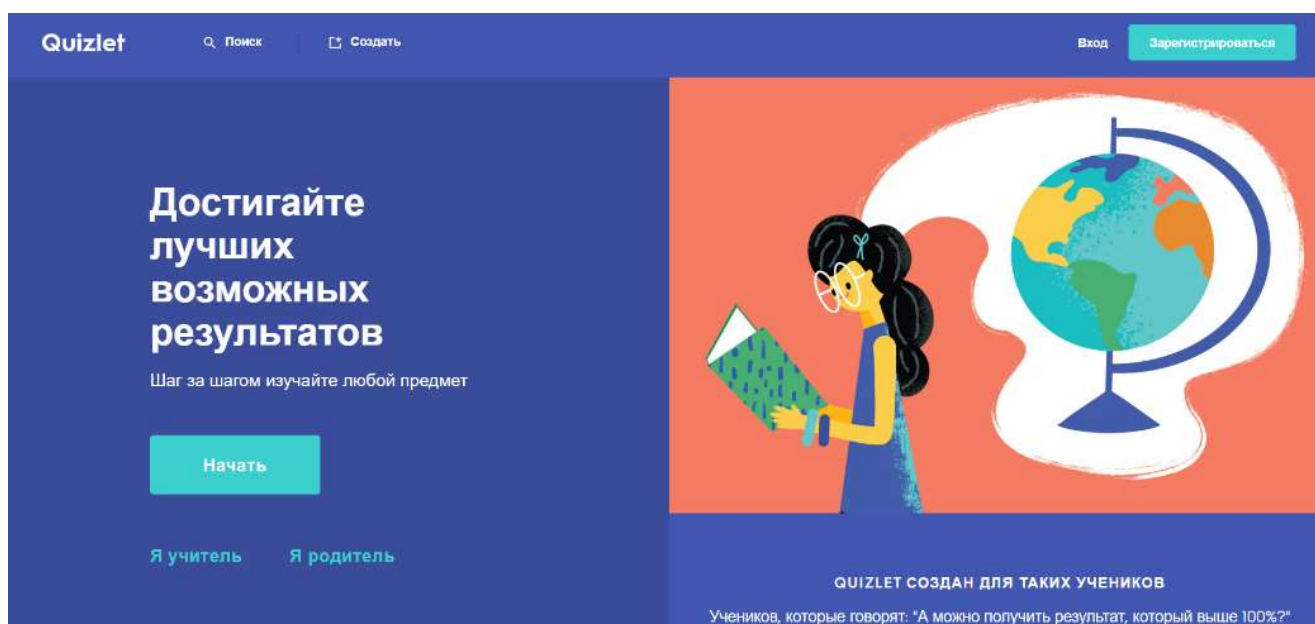 Quizlet
Поиск
Создать
Вход
Зарегистрироваться
Достигайте
лучших
возможных
результатов
Шаг за шагом изучайте любой предмет
Начать
Я учитель
Я родитель
QUIZLET СОЗДАН ДЛЯ ТАКИХ УЧЕНИКОВ
Учеников, которые говорят: "А можно получить результат, который выше 100%?"